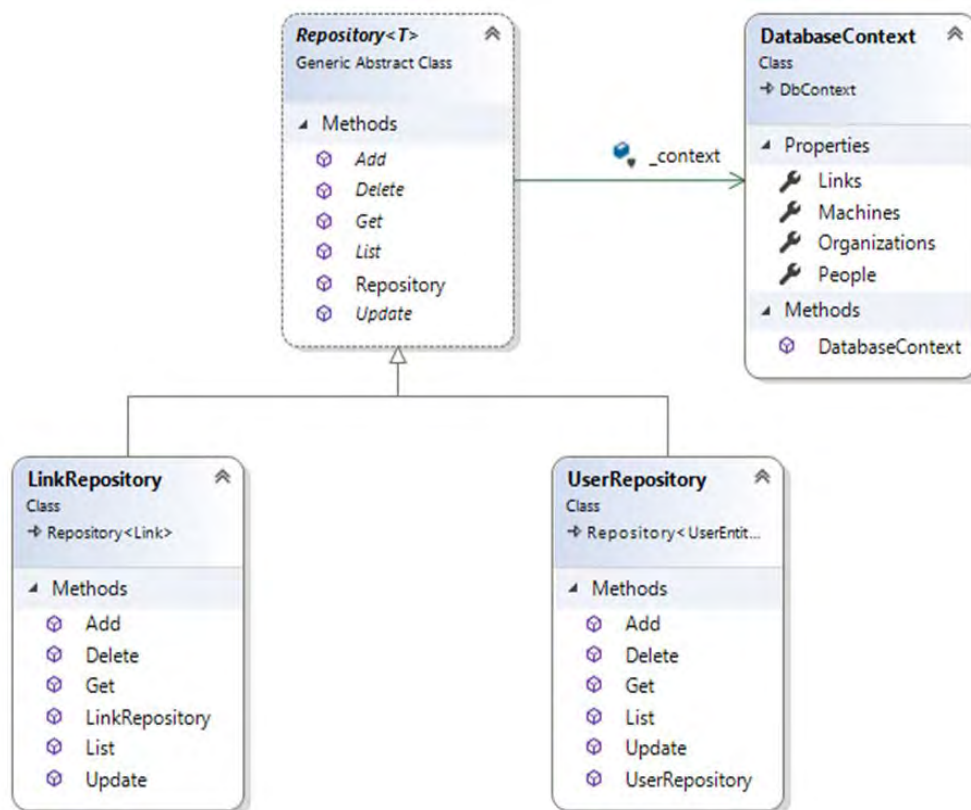 Repository<T>
Generic Abstract Class
Methods
Add
Delete
Get
List
Repository
Update
_context
DatabaseContext
Class
DbContext
Properties
Links
Machines
Organizations
People
Methods
DatabaseContext
LinkRepository
Class
Repository<Link>
Methods
Add
Delete
Get
LinkRepository
List
Update
UserRepository
Class
Repository<UserEntit...
Methods
Add
Delete
Get
List
Update
UserRepository